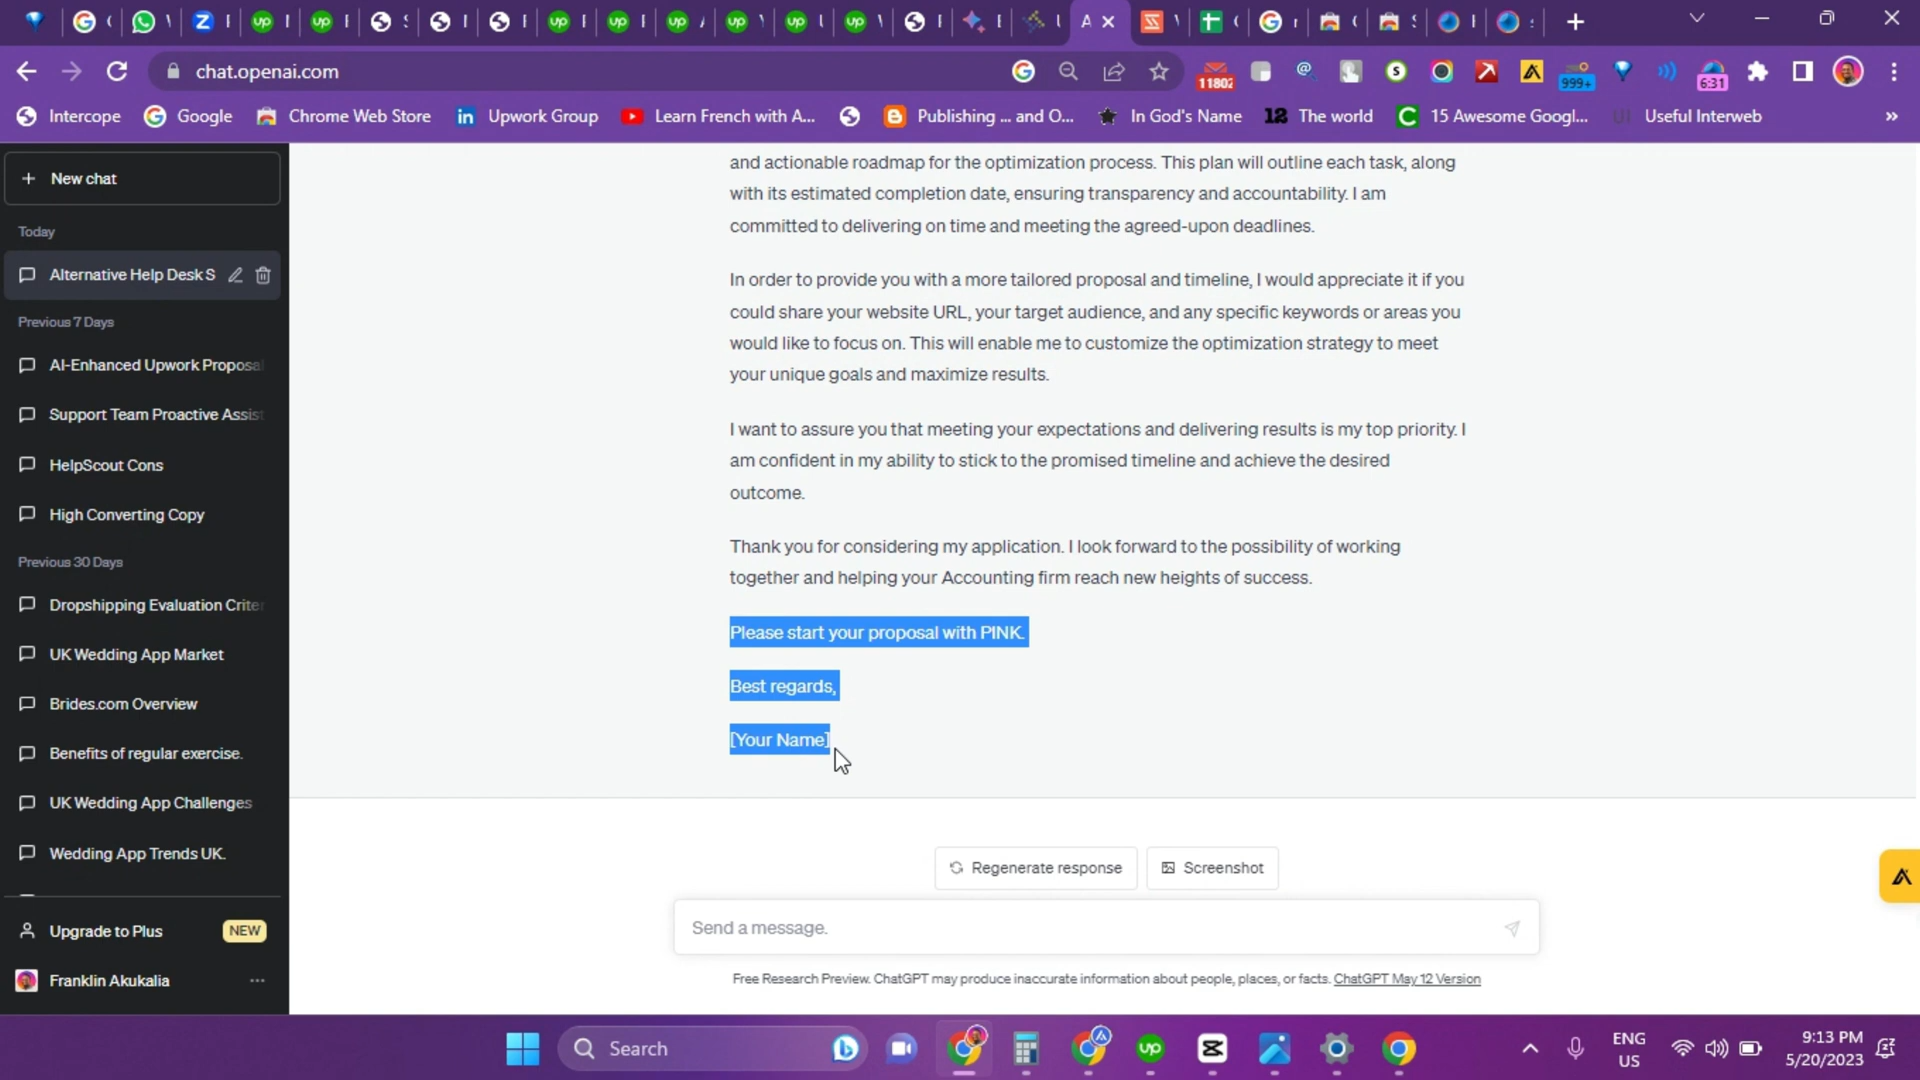 chat.openai.com
11802
999+
6:31
Intercope
Google
Chrome Web Store
Upwork Group
Learn French with A...
Publishing ... and O...
In God's Name
12 The world
15 Awesome Googl...
Useful Interweb
»
+ New chat
Today
Alternative Help Desk S
Previous 7 Days
AI-Enhanced Upwork Proposa
Support Team Proactive Assist
HelpScout Cons
High Converting Copy
Previous 30 Days
Dropshipping Evaluation Crite
UK Wedding App Market
Brides.com Overview
Benefits of regular exercise.
UK Wedding App Challenges
Wedding App Trends UK.
Upgrade to Plus NEW
Franklin Akukalia ...
and actionable roadmap for the optimization process. This plan will outline each task, along
with its estimated completion date, ensuring transparency and accountability. I am
committed to delivering on time and meeting the agreed-upon deadlines.
In order to provide you with a more tailored proposal and timeline, I would appreciate it if you
could share your website URL, your target audience, and any specific keywords or areas you
would like to focus on. This will enable me to customize the optimization strategy to meet
your unique goals and maximize results.
I want to assure you that meeting your expectations and delivering results is my top priority. I
am confident in my ability to stick to the promised timeline and achieve the desired
outcome.
Thank you for considering my application. I look forward to the possibility of working
together and helping your Accounting firm reach new heights of success.
Please start your proposal with PINK.
Best regards,
[Your Name]
Regenerate response
Screenshot
Send a message.
Free Research Preview. ChatGPT may produce inaccurate information about people, places, or facts. ChatGPT May 12 Version
Search
ENG
US
9:13 PM
5/20/2023